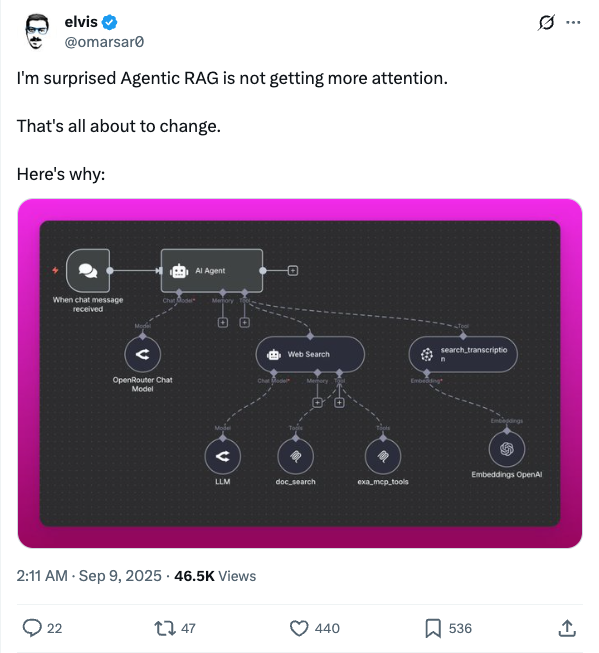 elvis
@omarsar0
I'm surprised Agentic RAG is not getting more attention.
That's all about to change.
Here's why:
AI Agent
When chat message
received
Chat Model*
Memory
Tool
Model
Tool
OpenRouter Chat
Model
Web Search
search_transcriptio
n
Chat Model*
Memory
Tool
Embedding*
Model
Tools
Tools
Embeddings
LLM
doc_search
exa_mcp_tools
Embeddings OpenAI
2:11 AM · Sep 9, 2025 · 46.5K Views
22 47 440 536